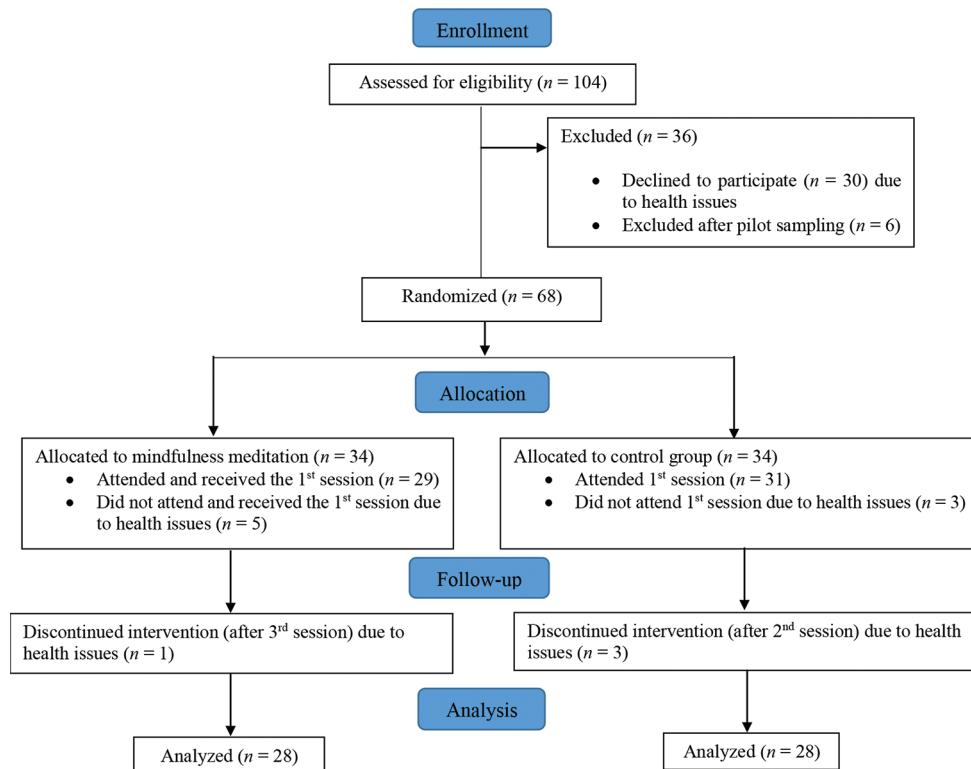 Enrollment
Assessed for eligibility (n = 104)
Excluded (n = 36)
• Declined to participate (n = 30) due
to health issues
• Excluded after pilot sampling (n = 6)
Randomized (n = 68)
Allocation
Allocated to mindfulness meditation (n = 34)
• Attended and received the 1st session (n = 29)
• Did not attend and received the 1st session due
to health issues (n = 5)
Allocated to control group (n = 34)
• Attended 1st session (n = 31)
• Did not attend 1st session due to health issues (n = 3)
Follow-up
Discontinued intervention (after 3rd session) due to
health issues (n = 1)
Discontinued intervention (after 2nd session) due to health
issues (n = 3)
Analysis
Analyzed (n = 28)
Analyzed (n = 28)